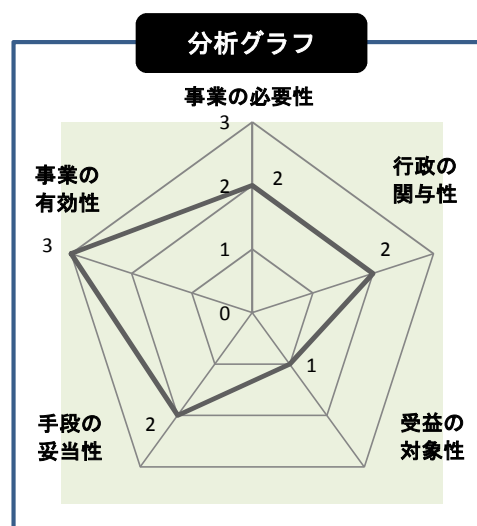 分析グラフ
事業の必要性
3
2
2
1
0
行政の
関与性
2
1
受益の
対象性
2
手段の
妥当性
3
事業の
有効性